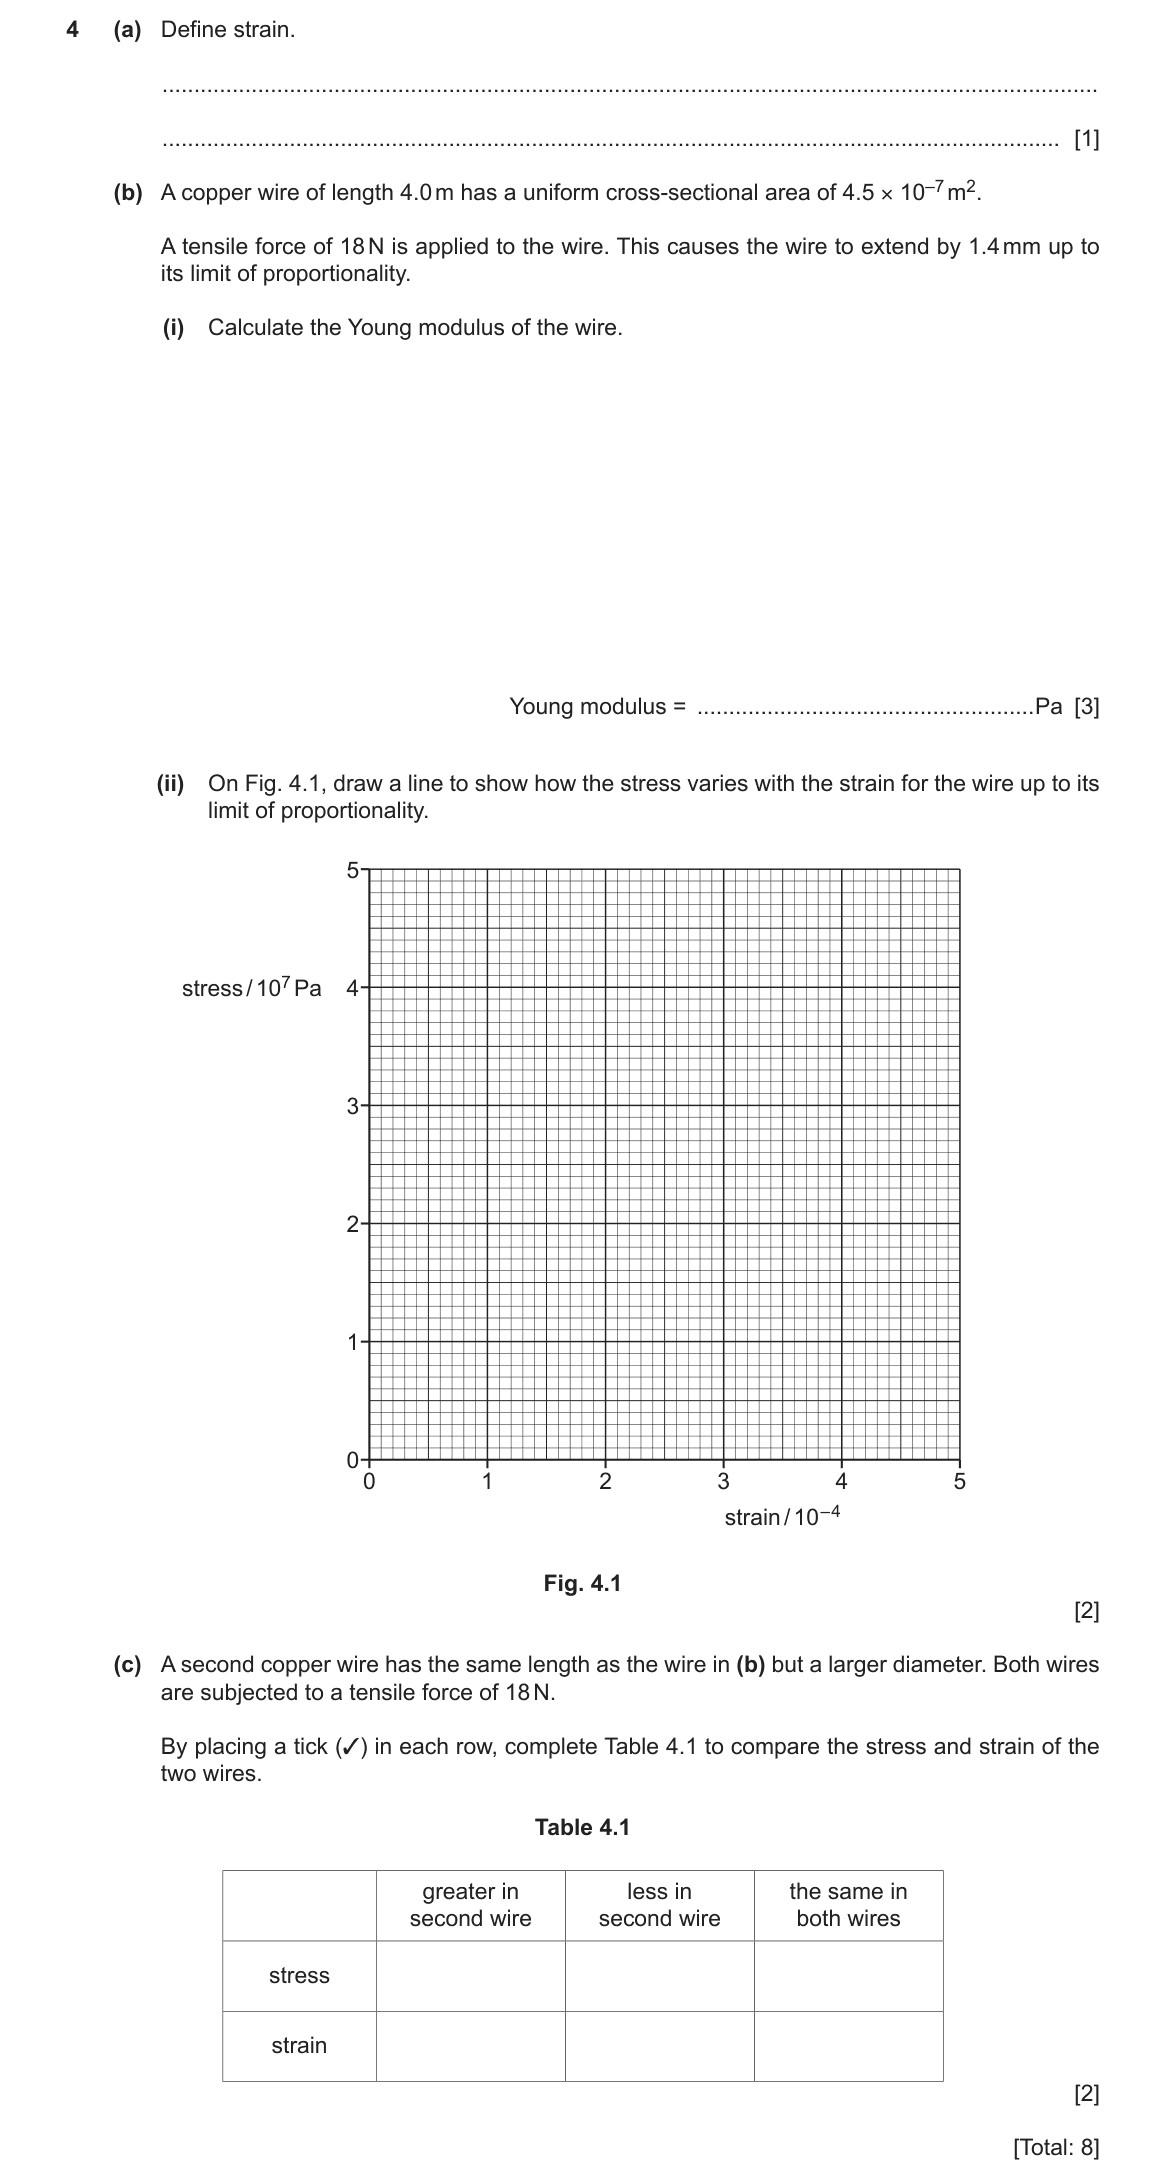 4 (a) Define strain.
..........................................................................................................................................
.................................................................................................................................... [1]
(b) A copper wire of length 4.0 m has a uniform cross-sectional area of 4.5 × 10⁻⁷ m².
A tensile force of 18 N is applied to the wire. This causes the wire to extend by 1.4 mm up to
its limit of proportionality.
(i) Calculate the Young modulus of the wire.
Young modulus = ..................................................... Pa [3]
(ii) On Fig. 4.1, draw a line to show how the stress varies with the strain for the wire up to its
limit of proportionality.
5
stress / 10⁷ Pa 4
3
2
1
0
0 1 2 3 4 5
strain / 10⁻⁴
Fig. 4.1
[2]
(c) A second copper wire has the same length as the wire in (b) but a larger diameter. Both wires
are subjected to a tensile force of 18 N.
By placing a tick (✓) in each row, complete Table 4.1 to compare the stress and strain of the
two wires.
Table 4.1
greater in less in the same in
second wire second wire both wires
stress
strain
[2]
[Total: 8]